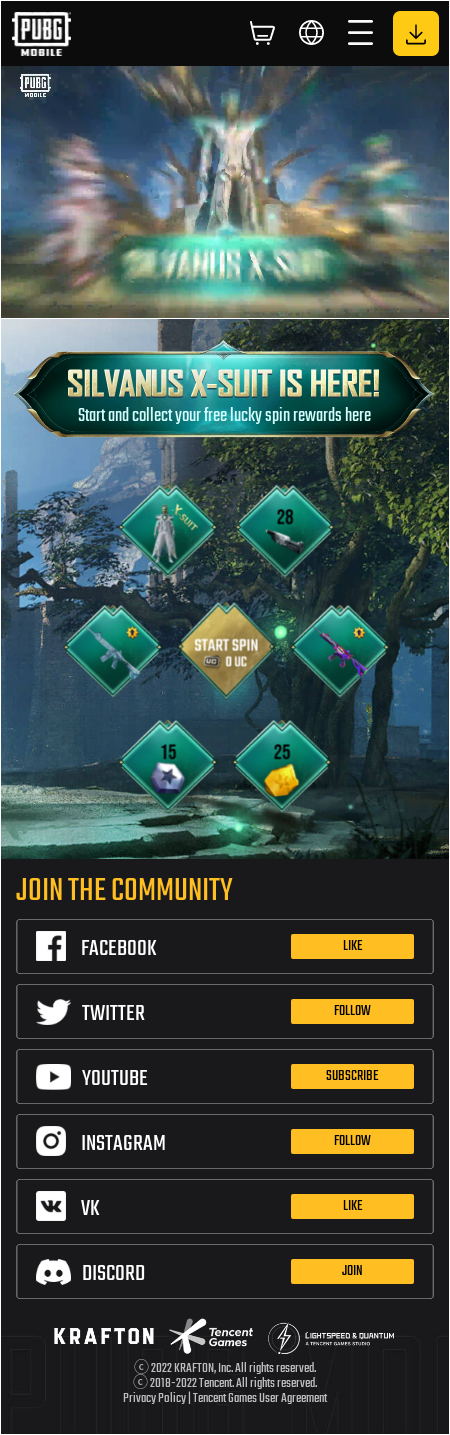 PUBG
MOBILE
PUBG
MOBILE
SILVANUS X-SUIT
SILVANUS X-SUIT IS HERE!
Start and collect your free lucky spin rewards here
X-SUIT
28
START SPIN
UC 0 UC
15
25
JOIN THE COMMUNITY
FACEBOOK LIKE
TWITTER FOLLOW
YOUTUBE SUBSCRIBE
INSTAGRAM FOLLOW
VK LIKE
DISCORD JOIN
KRAFTON Tencent Games LIGHTSPEED & QUANTUM
A TENCENT GAMES STUDIO
ⓒ 2022 KRAFTON, Inc. All rights reserved.
ⓒ 2018-2022 Tencent. All rights reserved.
Privacy Policy | Tencent Games User Agreement